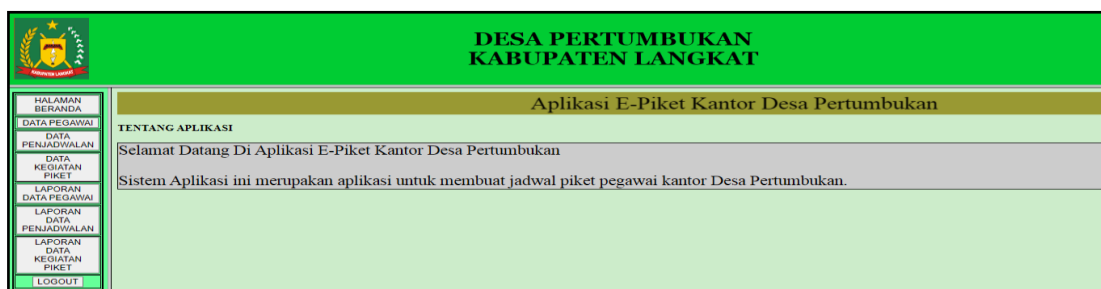 DESA PERTUMBUKAN
KABUPATEN LANGKAT
KABUPATEN LANGKAT
HALAMAN
BERANDA
DATA PEGAWAI
DATA
PENJADWALAN
DATA
KEGIATAN
PIKET
LAPORAN
DATA PEGAWAI
LAPORAN
DATA
PENJADWALAN
LAPORAN
DATA
KEGIATAN
PIKET
LOGOUT
Aplikasi E-Piket Kantor Desa Pertumbukan
TENTANG APLIKASI
Selamat Datang Di Aplikasi E-Piket Kantor Desa Pertumbukan
Sistem Aplikasi ini merupakan aplikasi untuk membuat jadwal piket pegawai kantor Desa Pertumbukan.